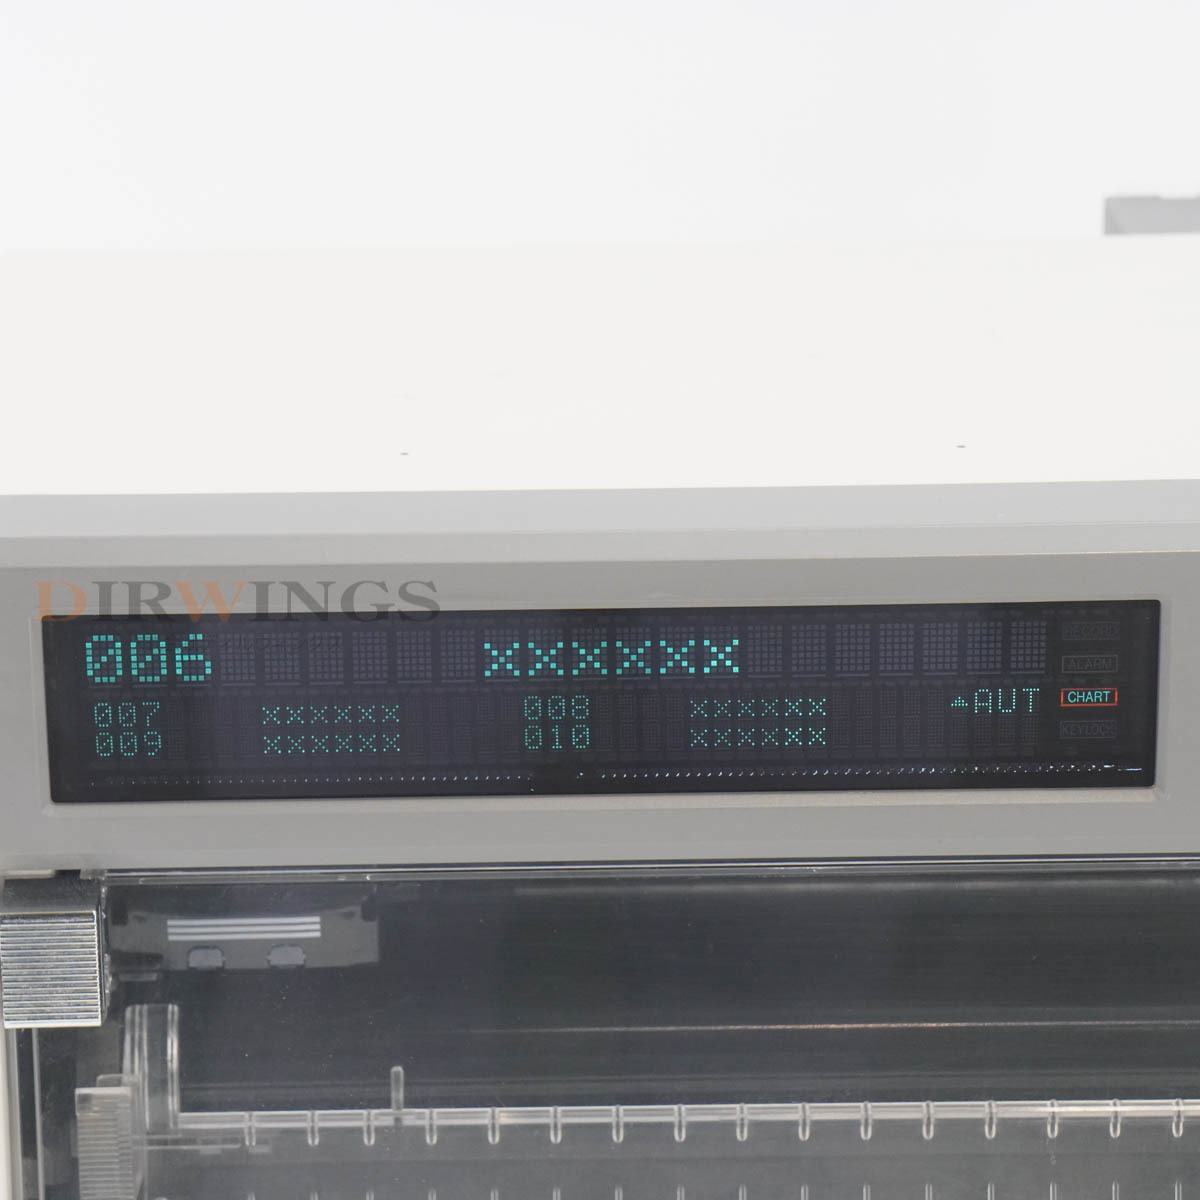 DIRWINGS
006 XXXXXX
RECORD
ALARM
007 XXXXXX 008 XXXXXX AUT
CHART
009 XXXXXX 010 XXXXXX
KEYLOCK